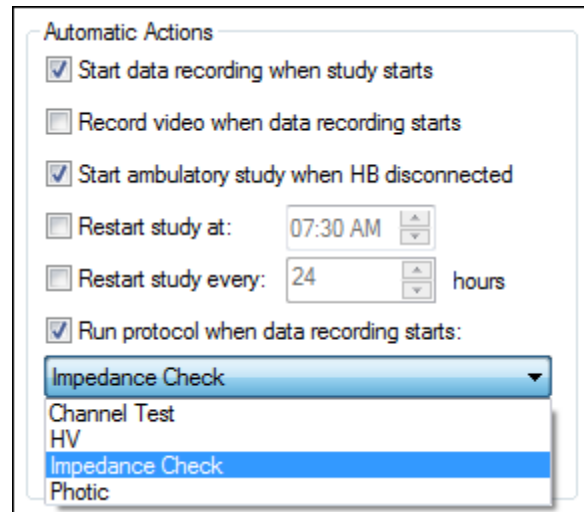 Automatic Actions
Start data recording when study starts
Record video when data recording starts
Start ambulatory study when HB disconnected
Restart study at: 07:30 AM
Restart study every: 24 hours
Run protocol when data recording starts:
Impedance Check
Channel Test
HV
Impedance Check
Photic